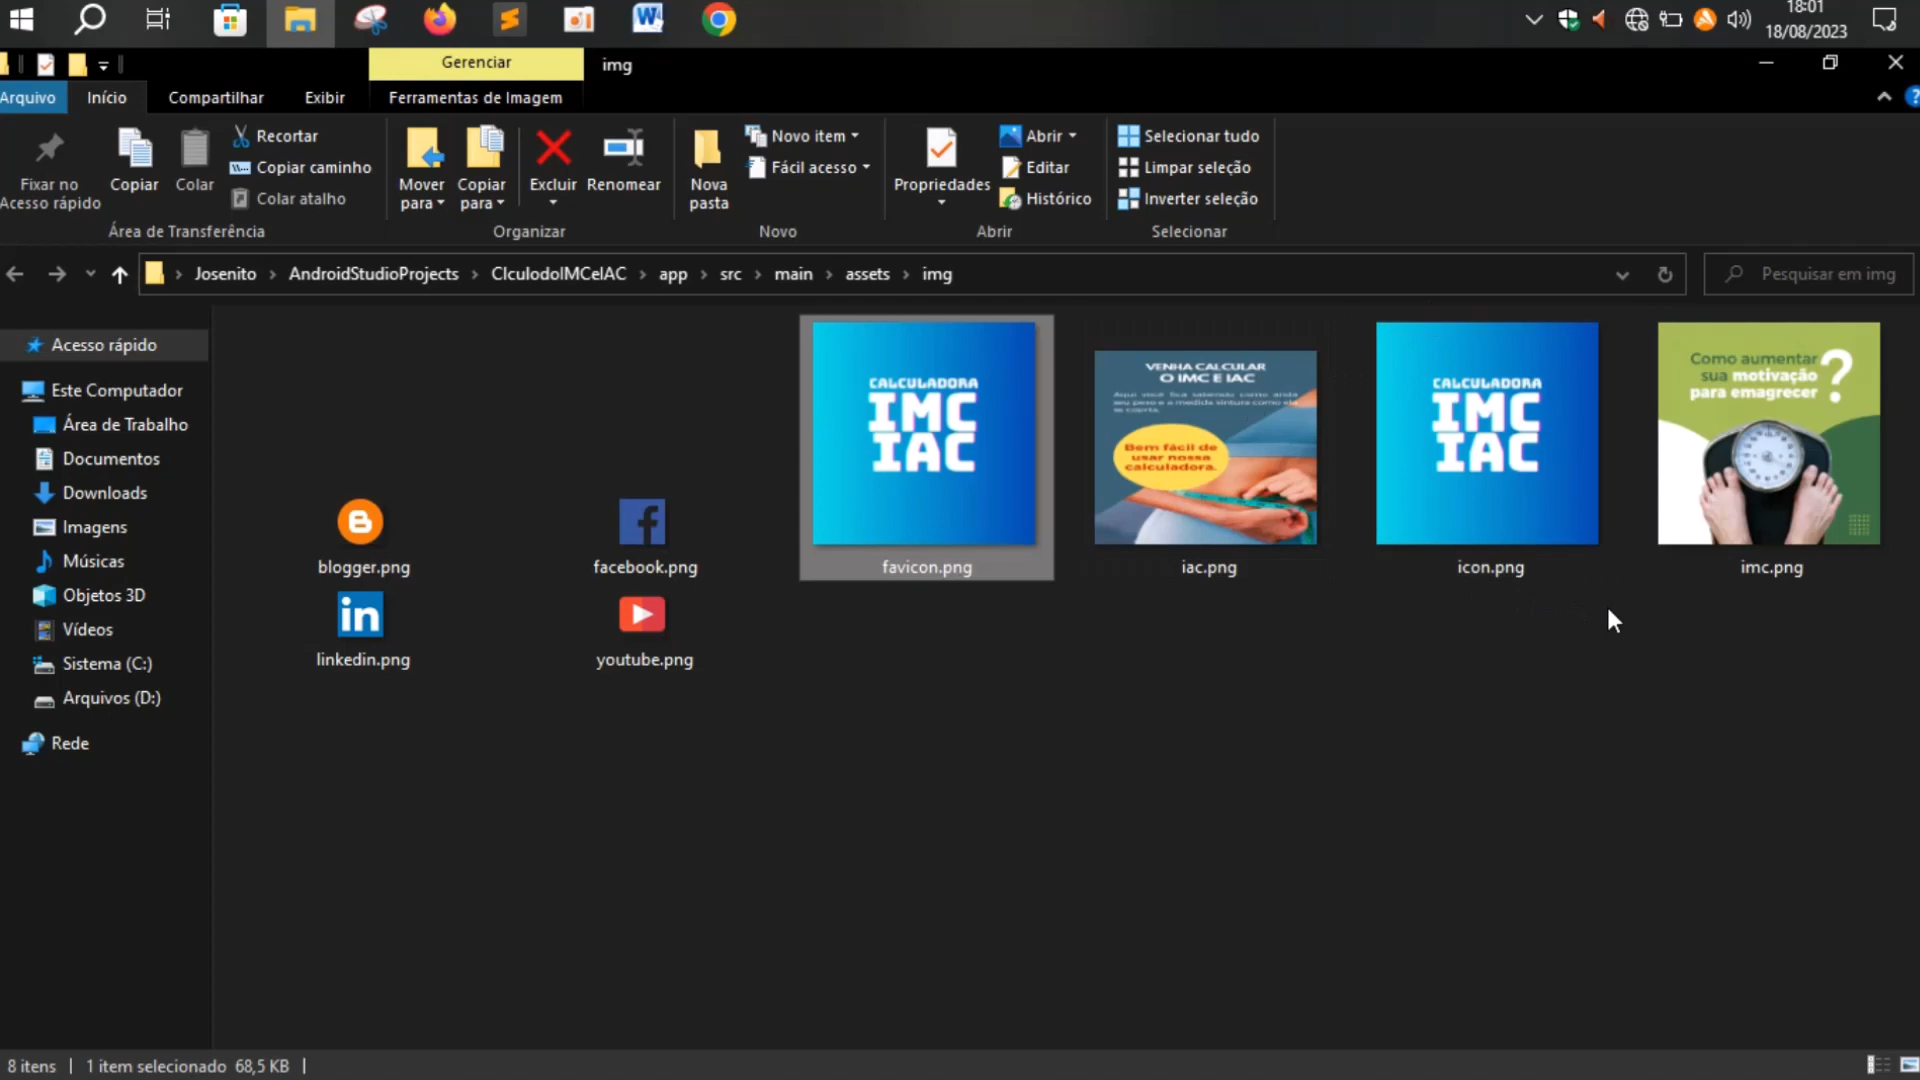 18:01
18/08/2023
Gerenciar
img
Arquivo
Início
Compartilhar
Exibir
Ferramentas de Imagem
Fixar no
Acesso rápido
Copiar
Colar
Recortar
Copiar caminho
Colar atalho
Área de Transferência
Mover
para
Copiar
para
Excluir
Renomear
Organizar
Nova
pasta
Novo item
Fácil acesso
Novo
Propriedades
Abrir
Editar
Histórico
Abrir
Selecionar tudo
Limpar seleção
Inverter seleção
Selecionar
Josenito > AndroidStudioProjects > ClculodoIMCeIAC > app > src > main > assets > img
Pesquisar em img
Acesso rápido
Este Computador
Área de Trabalho
Documentos
Downloads
Imagens
Músicas
Objetos 3D
Vídeos
Sistema (C:)
Arquivos (D:)
Rede
blogger.png
facebook.png
CALCULADORA
IMC
IAC
favicon.png
VENHA CALCULAR
O IMC E IAC
Bem fácil de
usar nossa
calculadora.
iac.png
CALCULADORA
IMC
IAC
icon.png
Como aumentar
sua motivação
para emagrecer ?
imc.png
in
linkedin.png
youtube.png
8 itens
1 item selecionado 68,5 KB